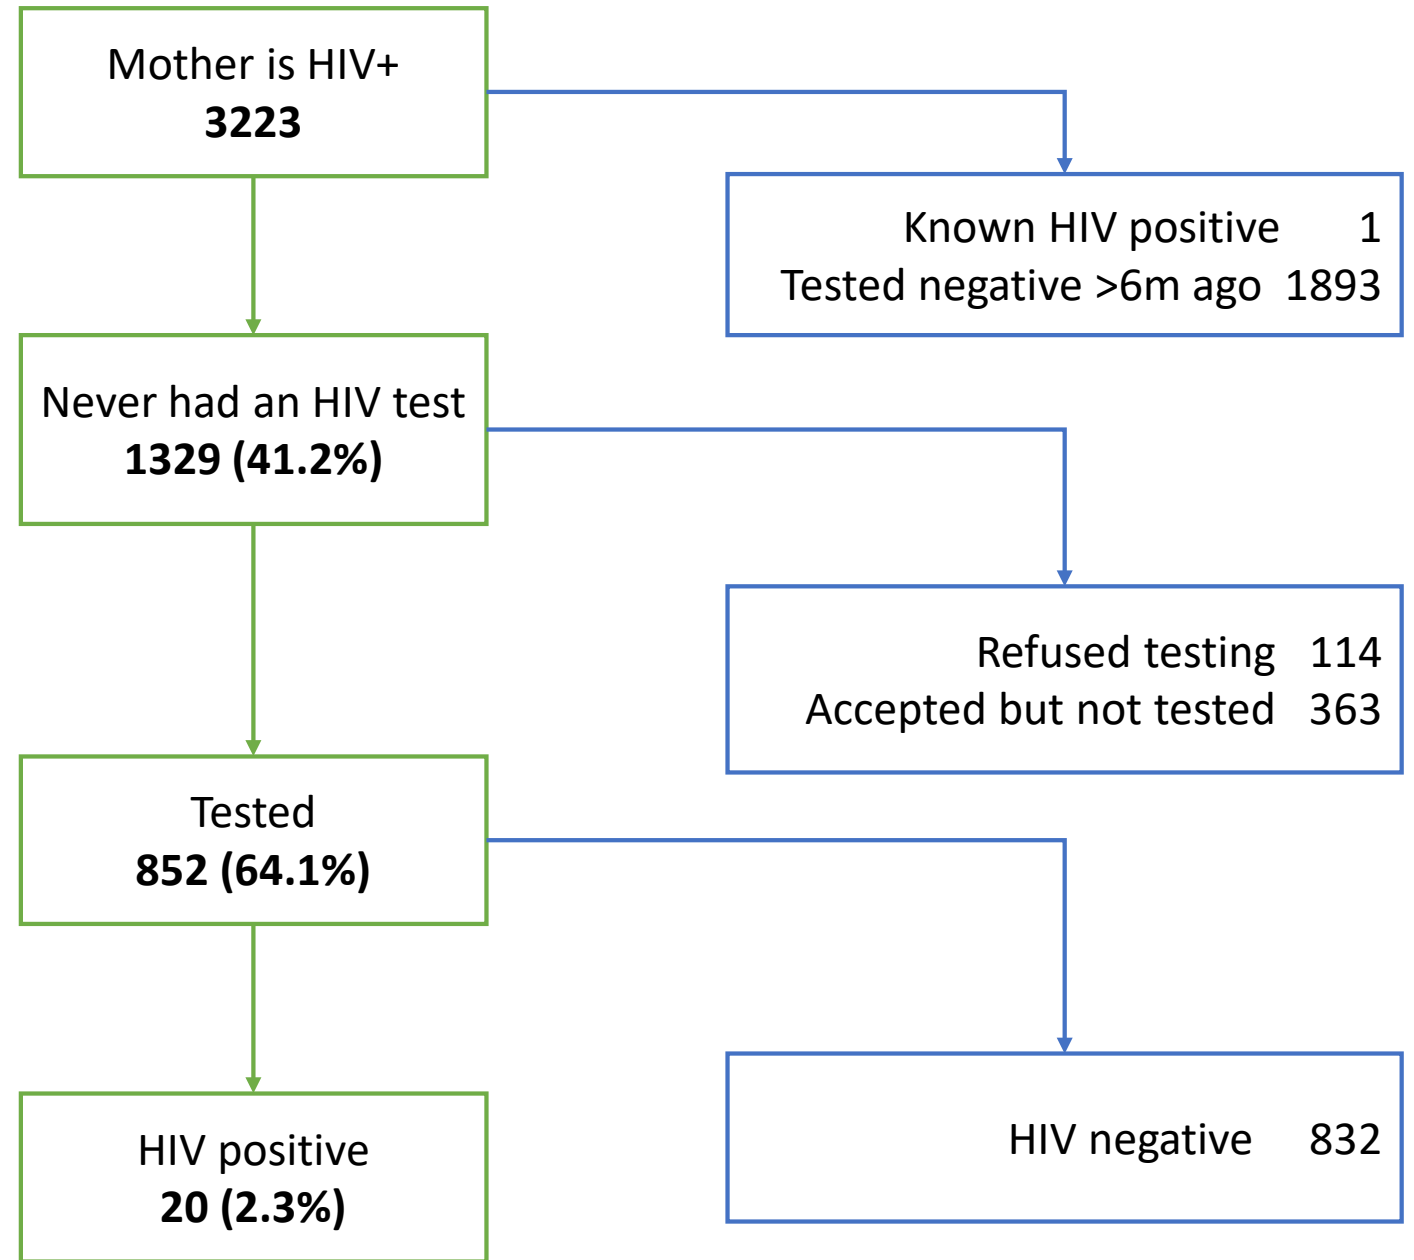 Mother is HIV+
3223
Known HIV positive 1
Tested negative >6m ago 1893
Never had an HIV test
1329 (41.2%)
Refused testing 114
Accepted but not tested 363
Tested
852 (64.1%)
HIV negative 832
HIV positive
20 (2.3%)